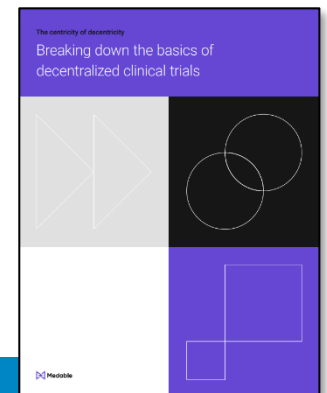 The centricity of decentricity
Breaking down the basics of
decentralized clinical trials
Medable